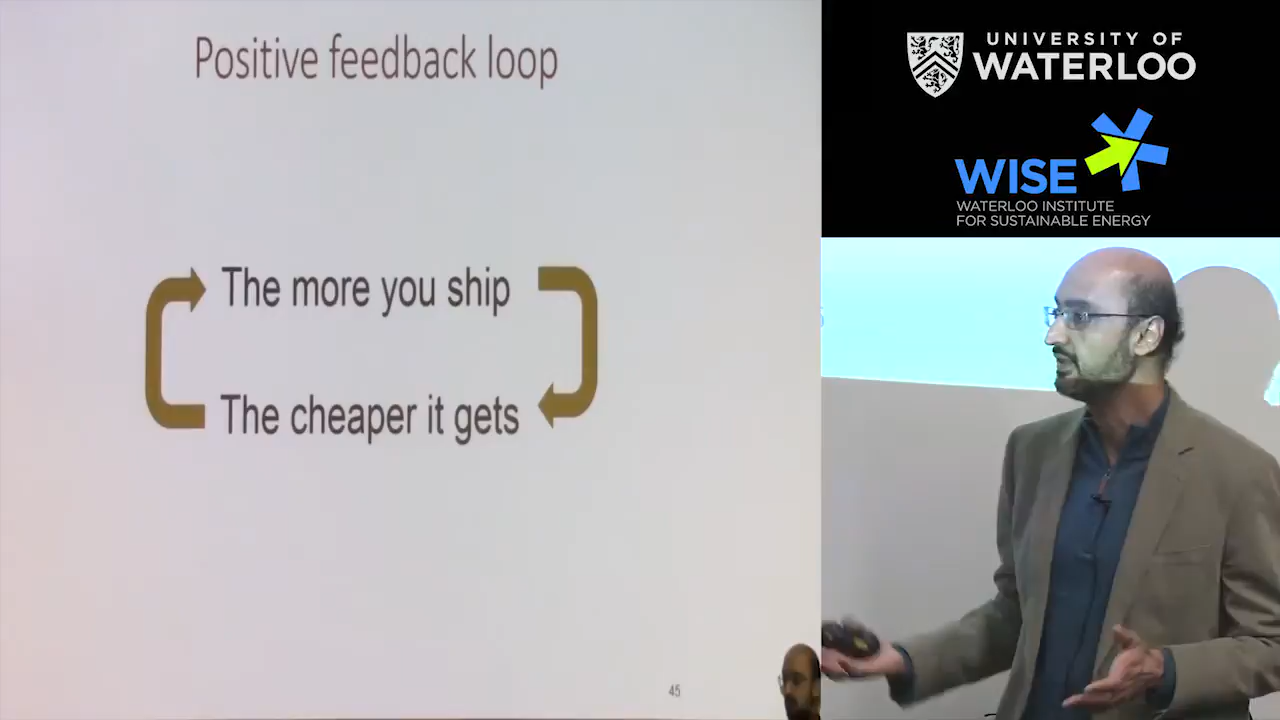 Positive feedback loop
The more you ship
The cheaper it gets
45
UNIVERSITY OF
WATERLOO
WISE
WATERLOO INSTITUTE
FOR SUSTAINABLE ENERGY